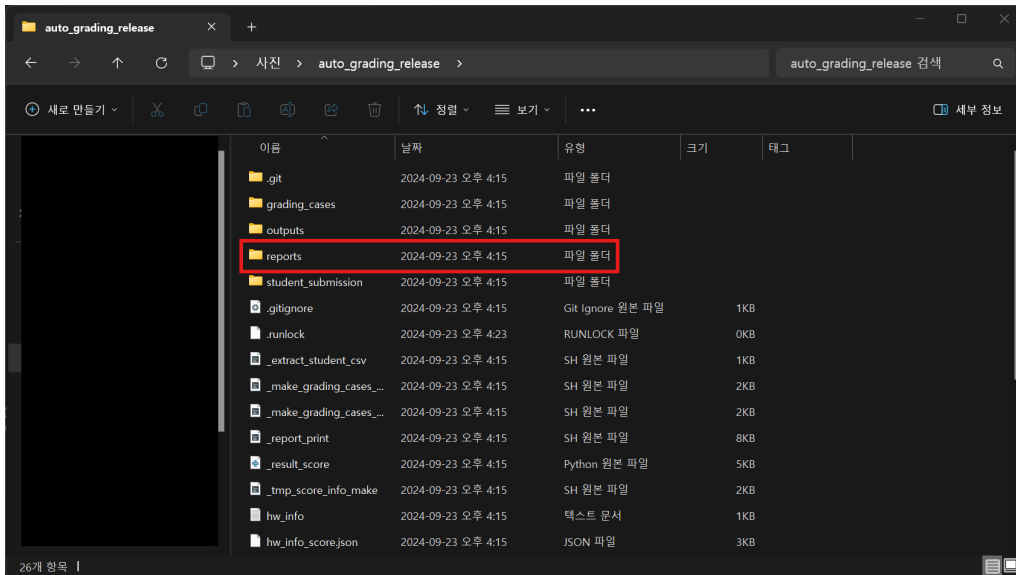 auto_grading_release
사진 > auto_grading_release >
auto_grading_release 검색
새로 만들기
정렬
보기
세부 정보
이름 날짜 유형 크기 태그
.git 2024-09-23 오후 4:15 파일 폴더
grading_cases 2024-09-23 오후 4:15 파일 폴더
outputs 2024-09-23 오후 4:15 파일 폴더
reports 2024-09-23 오후 4:15 파일 폴더
student_submission 2024-09-23 오후 4:15 파일 폴더
.gitignore 2024-09-23 오후 4:15 Git Ignore 원본 파일 1KB
.runlock 2024-09-23 오후 4:23 RUNLOCK 파일 0KB
_extract_student_csv 2024-09-23 오후 4:15 SH 원본 파일 1KB
_make_grading_cases_... 2024-09-23 오후 4:15 SH 원본 파일 2KB
_make_grading_cases_... 2024-09-23 오후 4:15 SH 원본 파일 2KB
_report_print 2024-09-23 오후 4:15 SH 원본 파일 8KB
_result_score 2024-09-23 오후 4:15 Python 원본 파일 5KB
_tmp_score_info_make 2024-09-23 오후 4:15 SH 원본 파일 2KB
hw_info 2024-09-23 오후 4:15 텍스트 문서 1KB
hw_info_score.json 2024-09-23 오후 4:15 JSON 파일 3KB
26개 항목